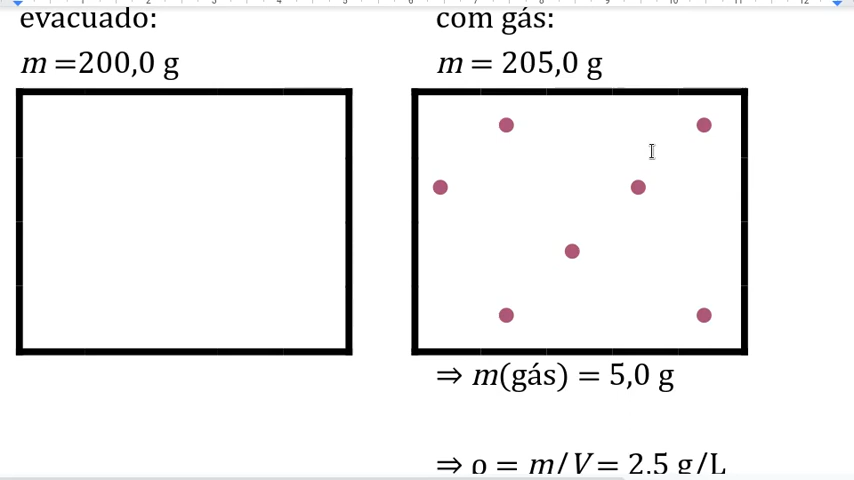 evacuado:
m =200,0 g
com gás:
m = 205,0 g
⇒ m(gás) = 5,0 g
⇒ ρ = m/V = 2,5 g/L